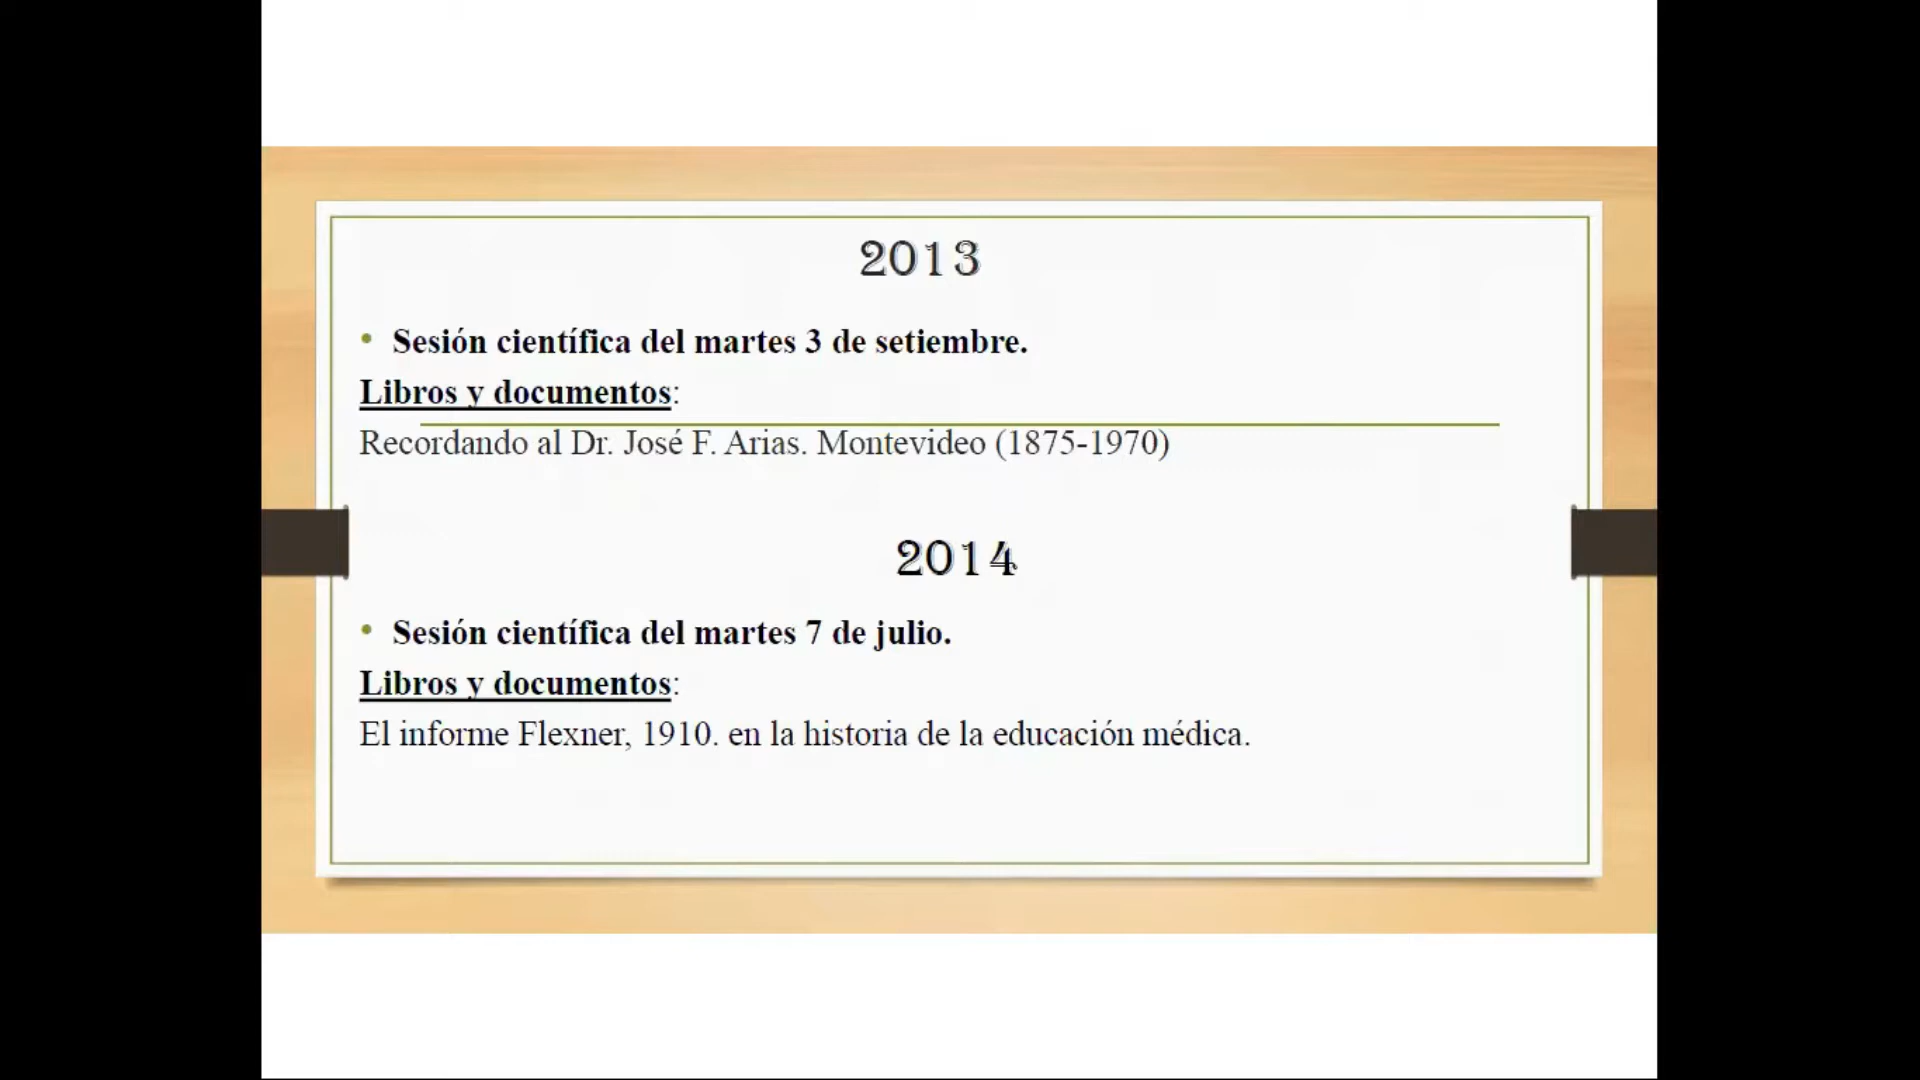 2013
• Sesión científica del martes 3 de setiembre.
Libros y documentos:
Recordando al Dr. José F. Arias. Montevideo (1875-1970)
2014
• Sesión científica del martes 7 de julio.
Libros y documentos:
El informe Flexner, 1910. en la historia de la educación médica.